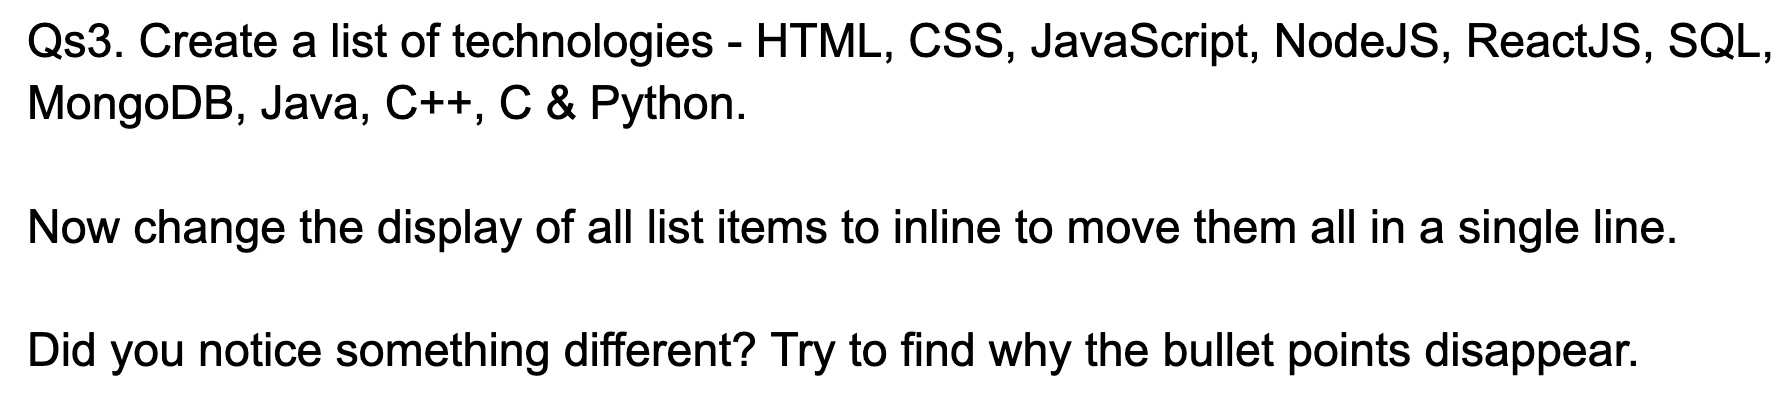 Qs3. Create a list of technologies - HTML, CSS, JavaScript, NodeJS, ReactJS, SQL,
MongoDB, Java, C++, C & Python.
Now change the display of all list items to inline to move them all in a single line.
Did you notice something different? Try to find why the bullet points disappear.